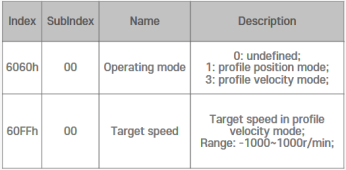 Index SubIndex Name Description
6060h 00 Operating mode 0: undefined;
1: profile position mode;
3: profile velocity mode;
60FFh 00 Target speed Target speed in profile
velocity mode;
Range: -1000~1000r/min;